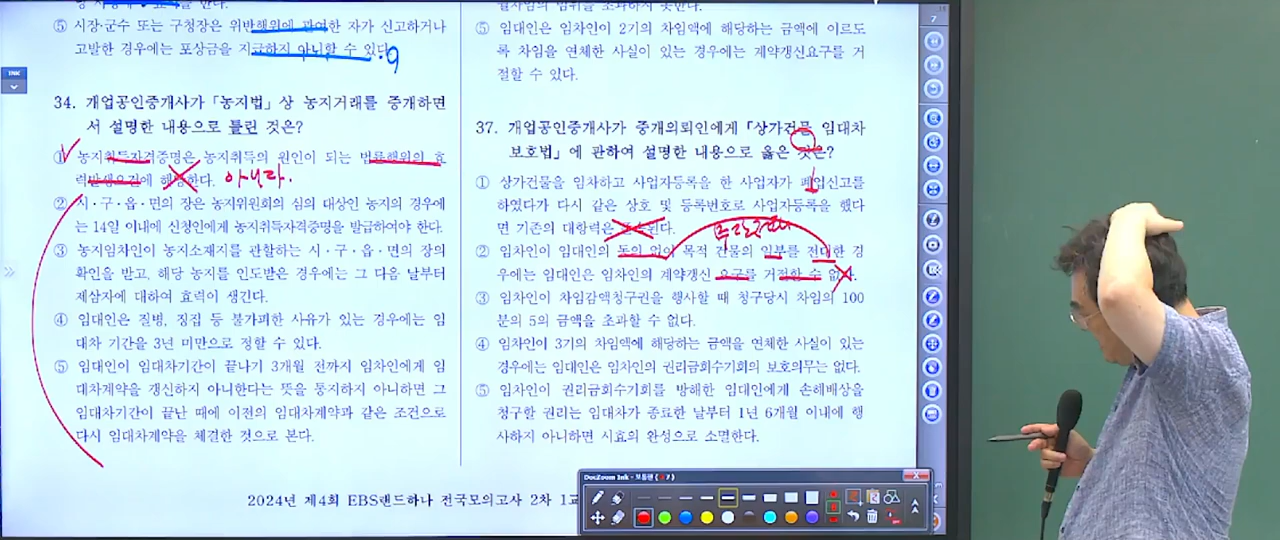 ⑤ 시장·군수 또는 구청장은 위반행위에 관여한 자가 신고하거나
고발한 경우에는 포상금을 지급하지 아니할 수 있다.
34. 개업공인중개사가 「농지법」상 농지거래를 중개하면
서 설명한 내용으로 틀린 것은?
① 농지취득자격증명은 농지취득의 원인이 되는 법률행위의 효
력발생요건에 해당한다. 아니다.
② 시·구·읍·면의 장은 농지위원회의 심의 대상인 농지의 경우에
는 14일 이내에 신청인에게 농지취득자격증명을 발급하여야 한다.
③ 농지임차인이 농지소재지를 관할하는 시·구·읍·면의 장의
확인을 받고, 해당 농지를 인도받은 경우에는 그 다음 날부터
제삼자에 대하여 효력이 생긴다.
④ 임대인은 질병, 징집 등 불가피한 사유가 있는 경우에는 임
대차 기간을 3년 미만으로 정할 수 있다.
⑤ 임대인이 임대차기간이 끝나기 3개월 전까지 임차인에게 임
대차계약을 갱신하지 아니한다는 뜻을 통지하지 아니하면 그
임대차기간이 끝난 때에 이전의 임대차계약과 같은 조건으로
다시 임대차계약을 체결한 것으로 본다.
⑤ 임대인은 임차인이 2기의 차임액에 해당하는 금액에 이르도
록 차임을 연체한 사실이 있는 경우에는 계약갱신요구를 거
절할 수 있다.
37. 개업공인중개사가 중개의뢰인에게 「상가건물 임대차
보호법」에 관하여 설명한 내용으로 옳은 것은?
① 상가건물을 임차하고 사업자등록을 한 사업자가 폐업신고를
하였다가 다시 같은 상호 및 등록번호로 사업자등록을 했다
면 기존의 대항력은 존속된다.
② 임차인이 임대인의 동의 없이 목적 건물의 일부를 전대한 경
우에는 임대인은 임차인의 계약갱신 요구를 거절할 수 없다.
③ 임차인이 차임감액청구권을 행사할 때 청구당시 차임의 100
분의 5의 금액을 초과할 수 없다.
④ 임차인이 3기의 차임액에 해당하는 금액을 연체한 사실이 있는
경우에는 임대인은 임차인의 권리금회수기회의 보호의무는 없다.
⑤ 임차인이 권리금회수기회를 방해한 임대인에게 손해배상을
청구할 권리는 임대차가 종료한 날부터 1년 6개월 이내에 행
사하지 아니하면 시효의 완성으로 소멸한다.
2024년 제4회 EBS랜드하나 전국모의고사 2차 1교